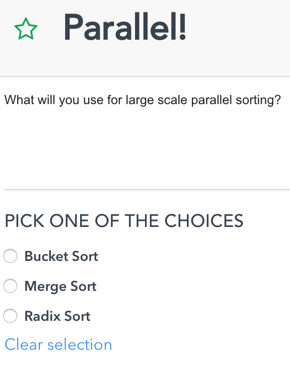 Parallel!
What will you use for large scale parallel sorting?
PICK ONE OF THE CHOICES
Bucket Sort
Merge Sort
Radix Sort
Clear selection